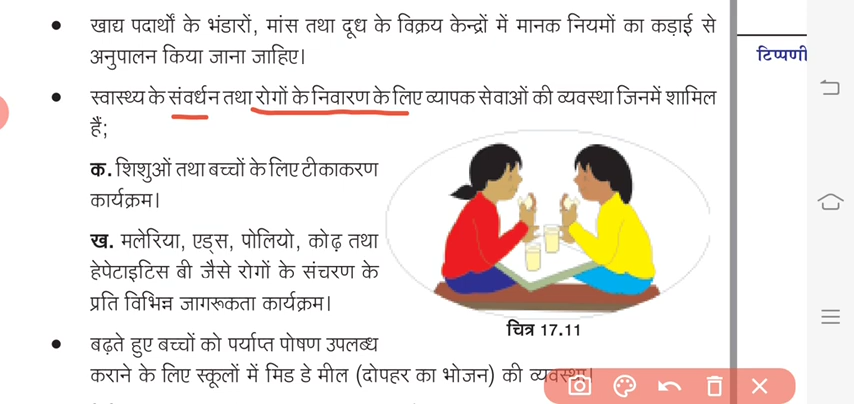 • खाद्य पदार्थों के भंडारों, मांस तथा दूध के विक्रय केन्द्रों में मानक नियमों का कड़ाई से
अनुपालन किया जाना जाहिए।
टिप्पणी
• स्वास्थ्य के संवर्धन तथा रोगों के निवारण के लिए व्यापक सेवाओं की व्यवस्था जिनमें शामिल
हैं;
क. शिशुओं तथा बच्चों के लिए टीकाकरण
कार्यक्रम।
ख. मलेरिया, एड्स, पोलियो, कोढ़ तथा
हेपेटाइटिस बी जैसे रोगों के संचरण के
प्रति विभिन्न जागरूकता कार्यक्रम।
चित्र 17.11
• बढ़ते हुए बच्चों को पर्याप्त पोषण उपलब्ध
कराने के लिए स्कूलों में मिड डे मील (दोपहर का भोजन) की व्यवस्था।